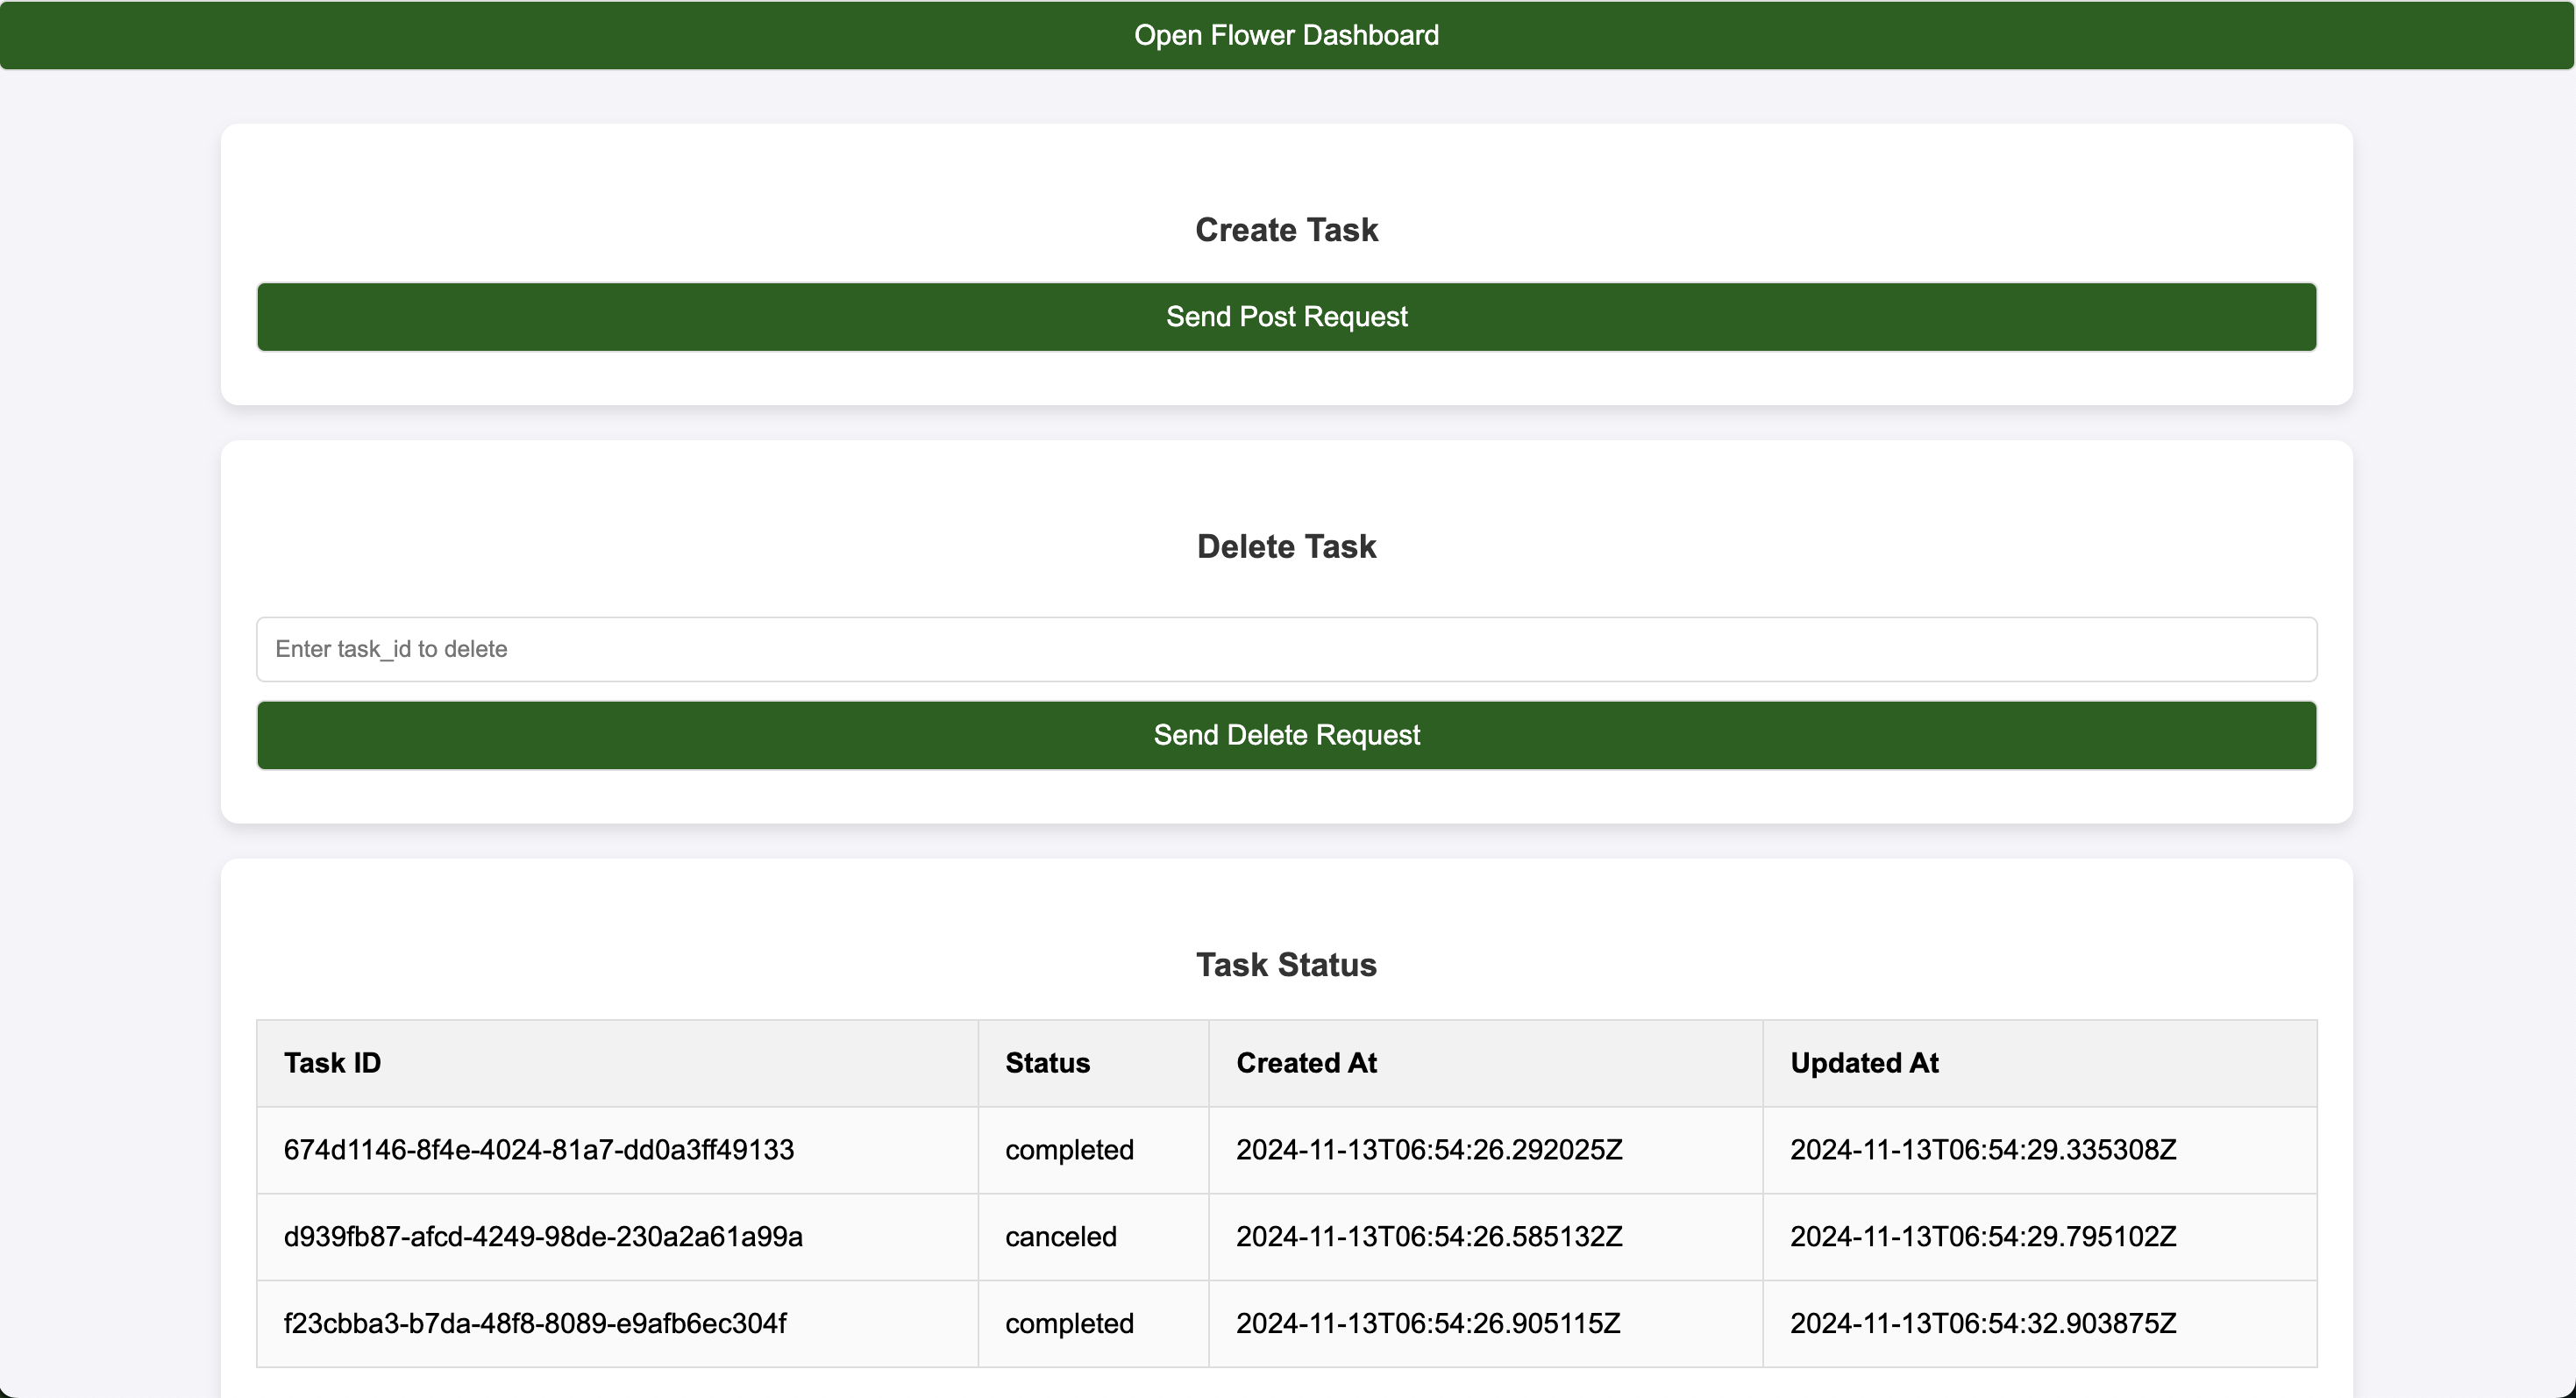 Open Flower Dashboard
Create Task
Send Post Request
Delete Task
Enter task_id to delete
Send Delete Request
Task Status
Task ID Status Created At Updated At
674d1146-8f4e-4024-81a7-dd0a3ff49133 completed 2024-11-13T06:54:26.292025Z 2024-11-13T06:54:29.335308Z
d939fb87-afcd-4249-98de-230a2a61a99a canceled 2024-11-13T06:54:26.585132Z 2024-11-13T06:54:29.795102Z
f23cbba3-b7da-48f8-8089-e9afb6ec304f completed 2024-11-13T06:54:26.905115Z 2024-11-13T06:54:32.903875Z